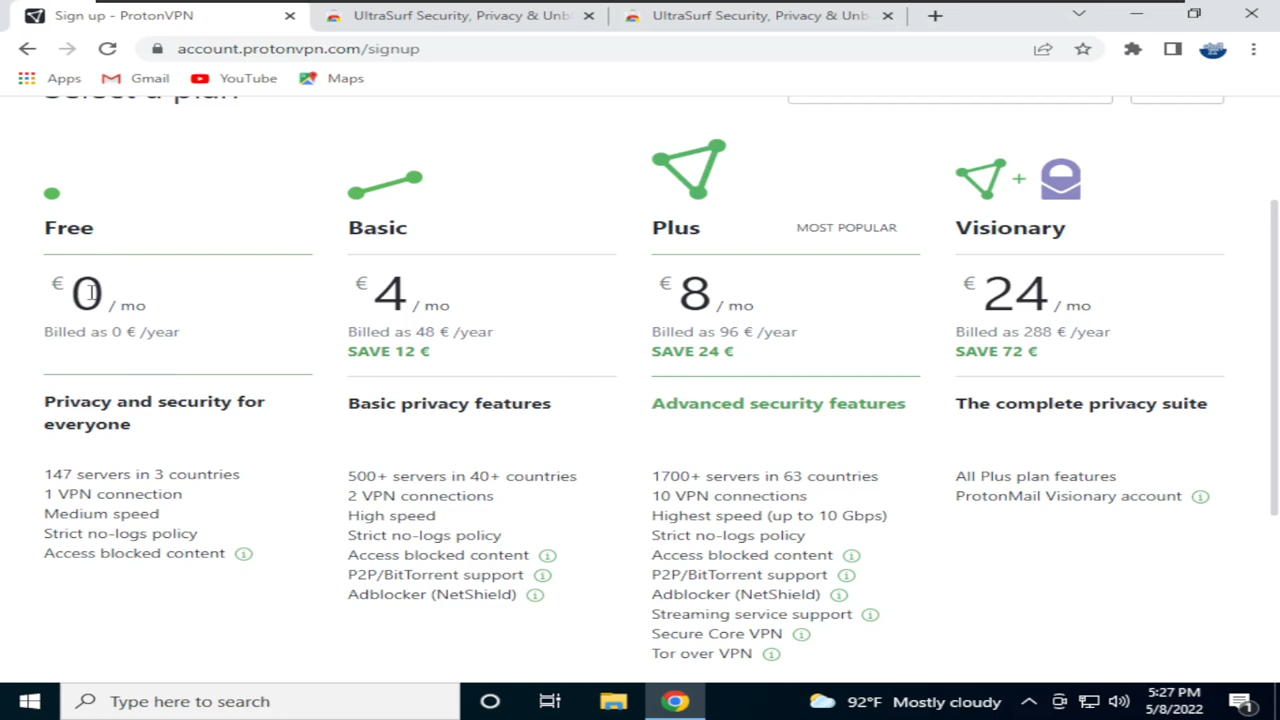 Sign up - ProtonVPN
UltraSurf Security, Privacy & Unb
UltraSurf Security, Privacy & Unb
account.protonvpn.com/signup
Apps
Gmail
YouTube
Maps
Select a plan
Free
€ 0 / mo
Billed as 0 € /year
Privacy and security for
everyone
147 servers in 3 countries
1 VPN connection
Medium speed
Strict no-logs policy
Access blocked content
Basic
€ 4 / mo
Billed as 48 € /year
SAVE 12 €
Basic privacy features
500+ servers in 40+ countries
2 VPN connections
High speed
Strict no-logs policy
Access blocked content
P2P/BitTorrent support
Adblocker (NetShield)
Plus
MOST POPULAR
€ 8 / mo
Billed as 96 € /year
SAVE 24 €
Advanced security features
1700+ servers in 63 countries
10 VPN connections
Highest speed (up to 10 Gbps)
Strict no-logs policy
Access blocked content
P2P/BitTorrent support
Adblocker (NetShield)
Streaming service support
Secure Core VPN
Tor over VPN
Visionary
€ 24 / mo
Billed as 288 € /year
SAVE 72 €
The complete privacy suite
All Plus plan features
ProtonMail Visionary account
Type here to search
92°F Mostly cloudy
5:27 PM
5/8/2022
1